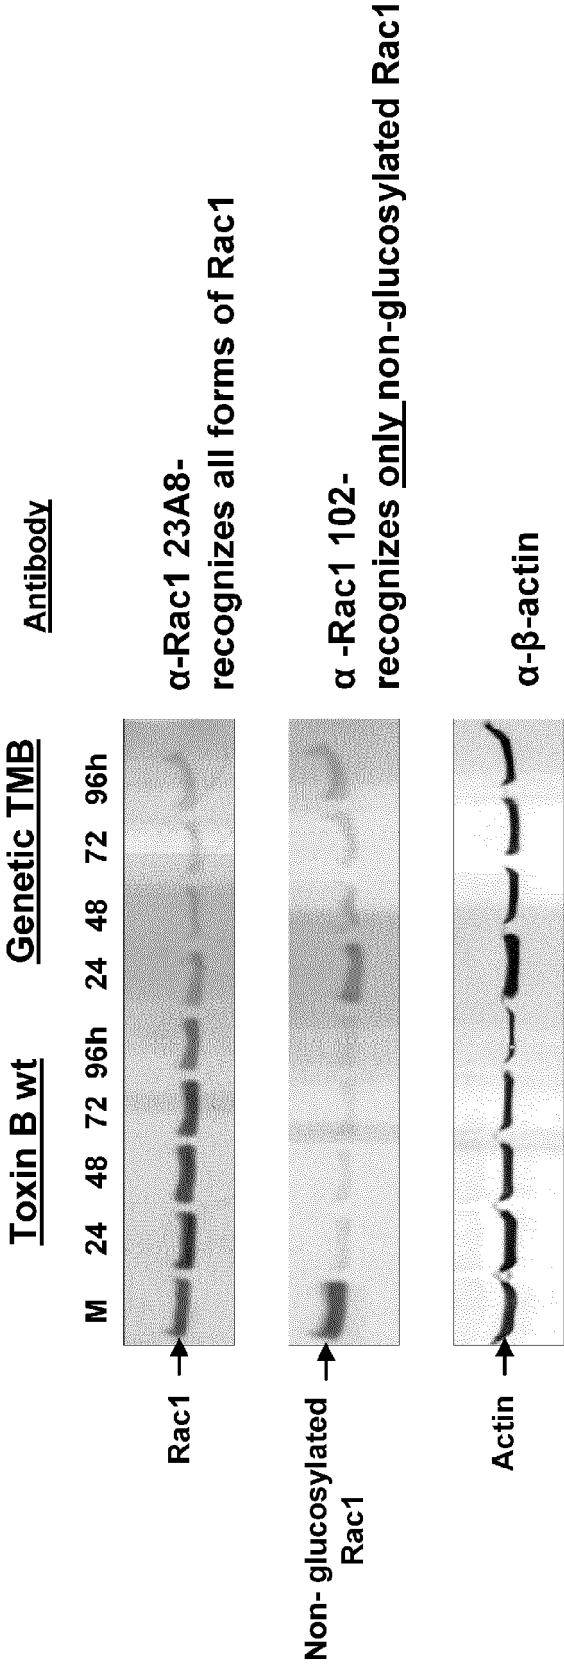 Toxin B wt Genetic TMB Antibody
M 24 48 72 96h 24 48 72 96h
Rac1
α-Rac1 23A8-
recognizes all forms of Rac1
Non- glucosylated
Rac1
α -Rac1 102-
recognizes only non-glucosylated Rac1
Actin
α-β-actin